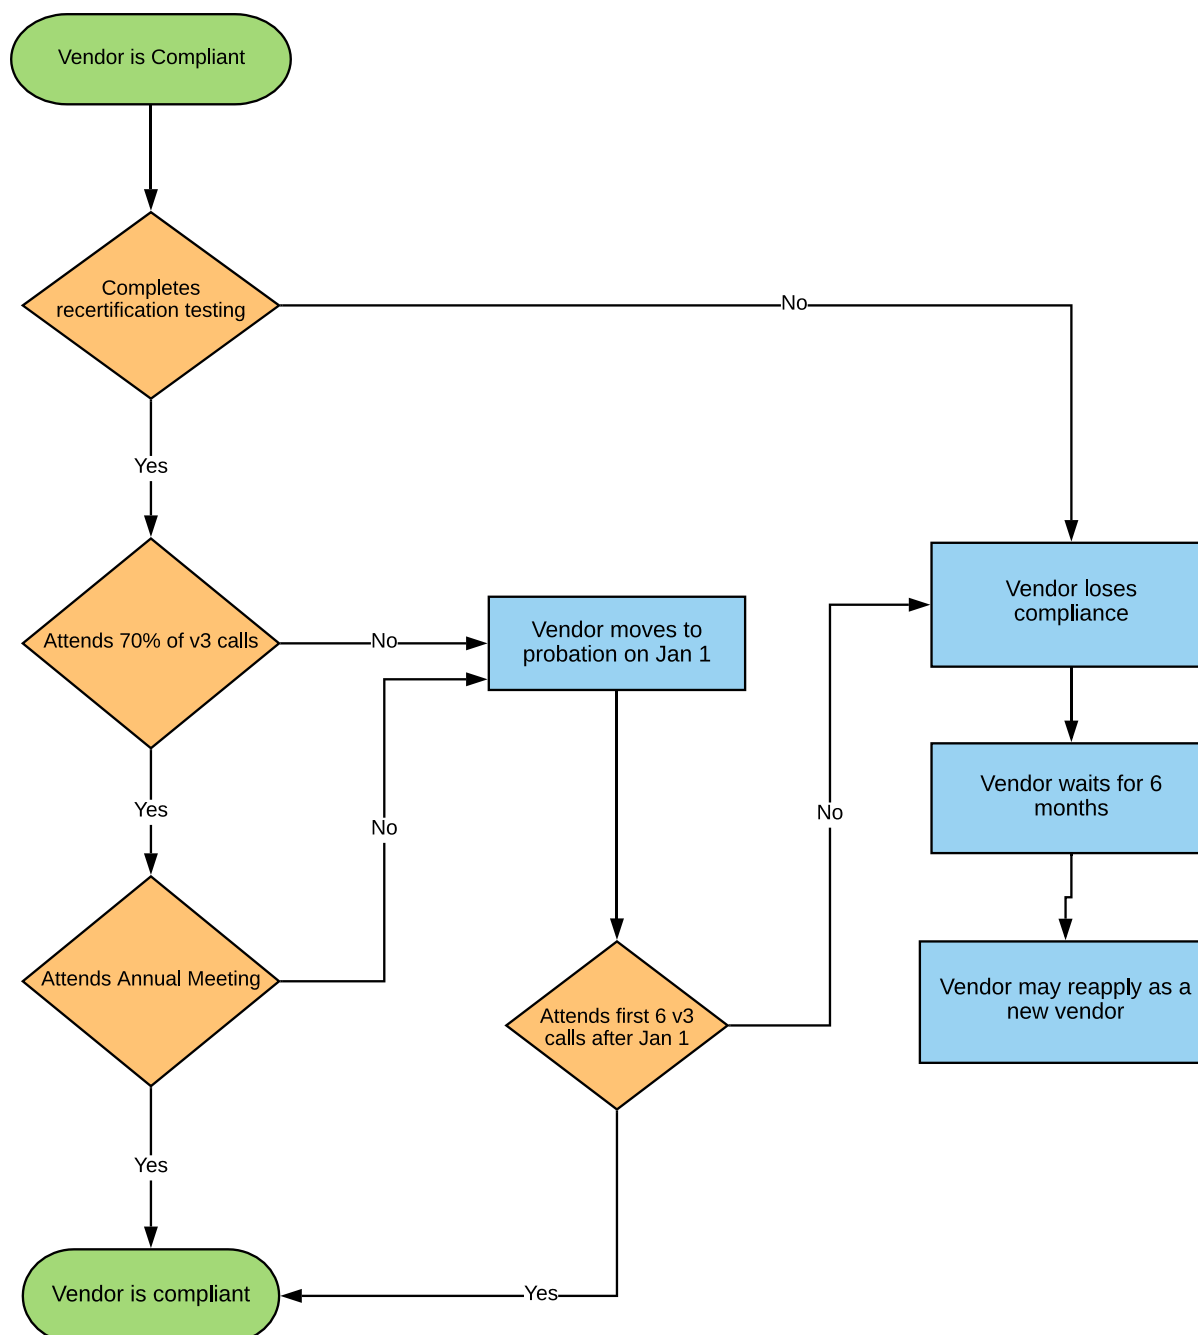 Vendor is Compliant
Completes
recertification testing
No
Yes
Attends 70% of v3 calls
No
Vendor moves to
probation on Jan 1
Vendor loses
compliance
Yes
No
No
Vendor waits for 6
months
Attends Annual Meeting
Attends first 6 v3
calls after Jan 1
Vendor may reapply as a
new vendor
Yes
Vendor is compliant
Yes